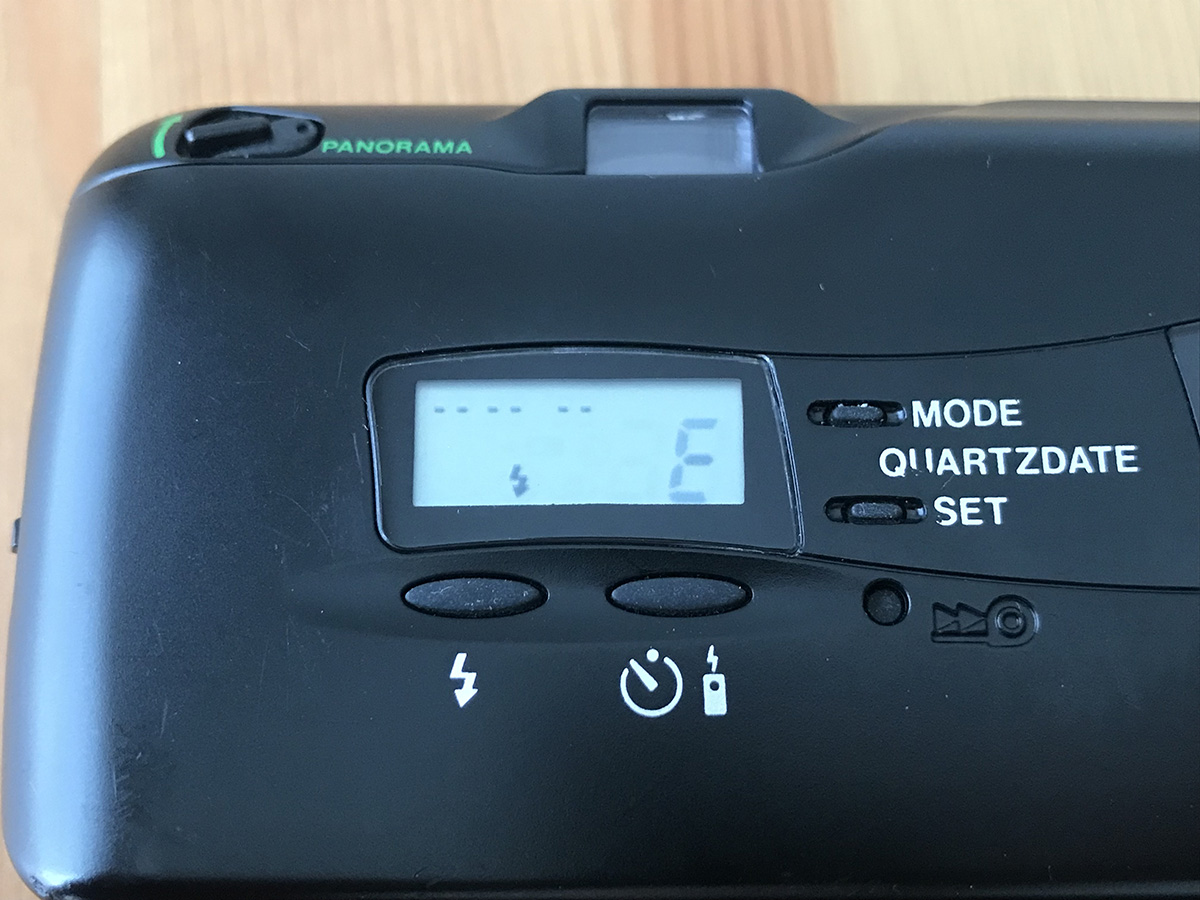 PANORAMA
-- -- --
E
MODE
QUARTZDATE
SET